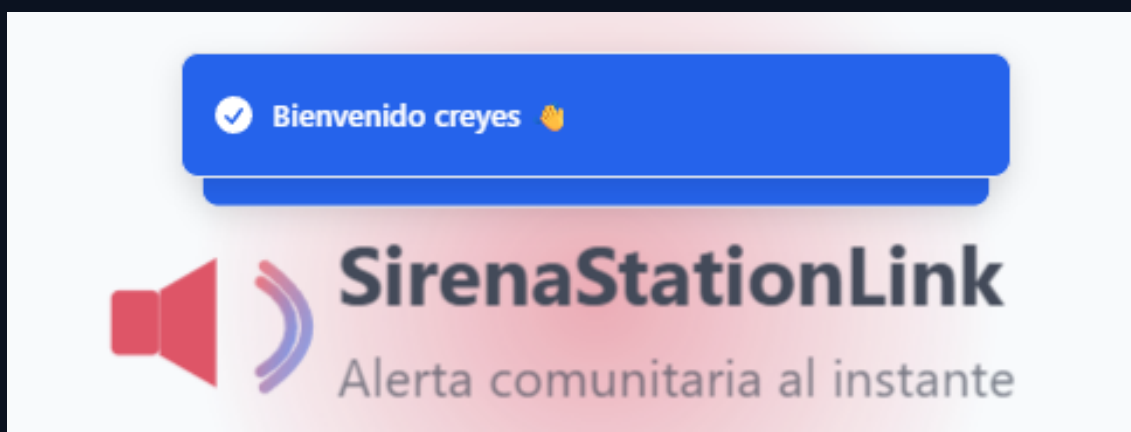 Bienvenido creyes 👋
SirenaStationLink
Alerta comunitaria al instante